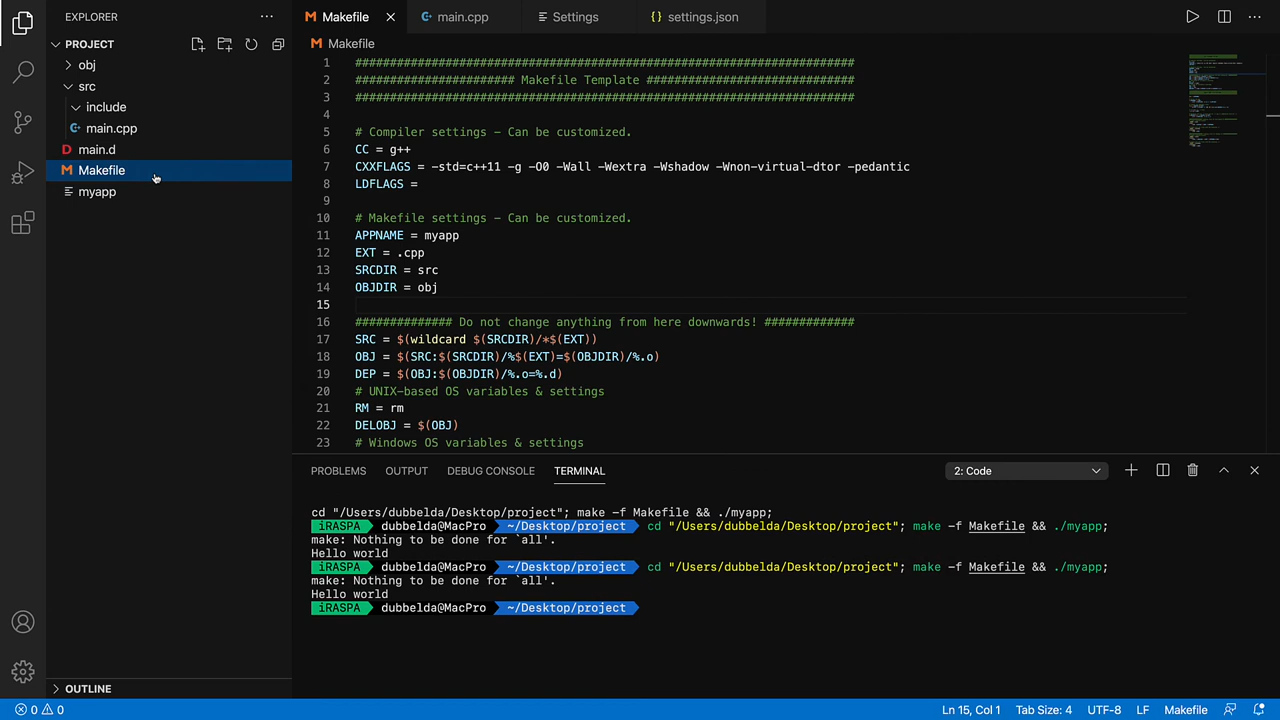 EXPLORER
PROJECT
obj
src
include
main.cpp
main.d
Makefile
myapp
OUTLINE
Makefile
main.cpp
Settings
{} settings.json
Makefile
1 ########################################################################
2 ####################### Makefile Template ##############################
3 ########################################################################
4
5 # Compiler settings - Can be customized.
6 CC = g++
7 CXXFLAGS = -std=c++11 -g -O0 -Wall -Wextra -Wshadow -Wnon-virtual-dtor -pedantic
8 LDFLAGS =
9
10 # Makefile settings - Can be customized.
11 APPNAME = myapp
12 EXT = .cpp
13 SRCDIR = src
14 OBJDIR = obj
15
16 ############## Do not change anything from here downwards! #############
17 SRC = $(wildcard $(SRCDIR)/*$(EXT))
18 OBJ = $(SRC:$(SRCDIR)/%$(EXT)=$(OBJDIR)/%.o)
19 DEP = $(OBJ:$(OBJDIR)/%.o=%.d)
20 # UNIX-based OS variables & settings
21 RM = rm
22 DELOBJ = $(OBJ)
23 # Windows OS variables & settings
PROBLEMS OUTPUT DEBUG CONSOLE TERMINAL 2: Code
cd "/Users/dubbelda/Desktop/project"; make -f Makefile && ./myapp;
iRASPA dubbelda@MacPro ~/Desktop/project cd "/Users/dubbelda/Desktop/project"; make -f Makefile && ./myapp;
make: Nothing to be done for `all'.
Hello world
iRASPA dubbelda@MacPro ~/Desktop/project cd "/Users/dubbelda/Desktop/project"; make -f Makefile && ./myapp;
make: Nothing to be done for `all'.
Hello world
iRASPA dubbelda@MacPro ~/Desktop/project
0 0 Ln 15, Col 1 Tab Size: 4 UTF-8 LF Makefile